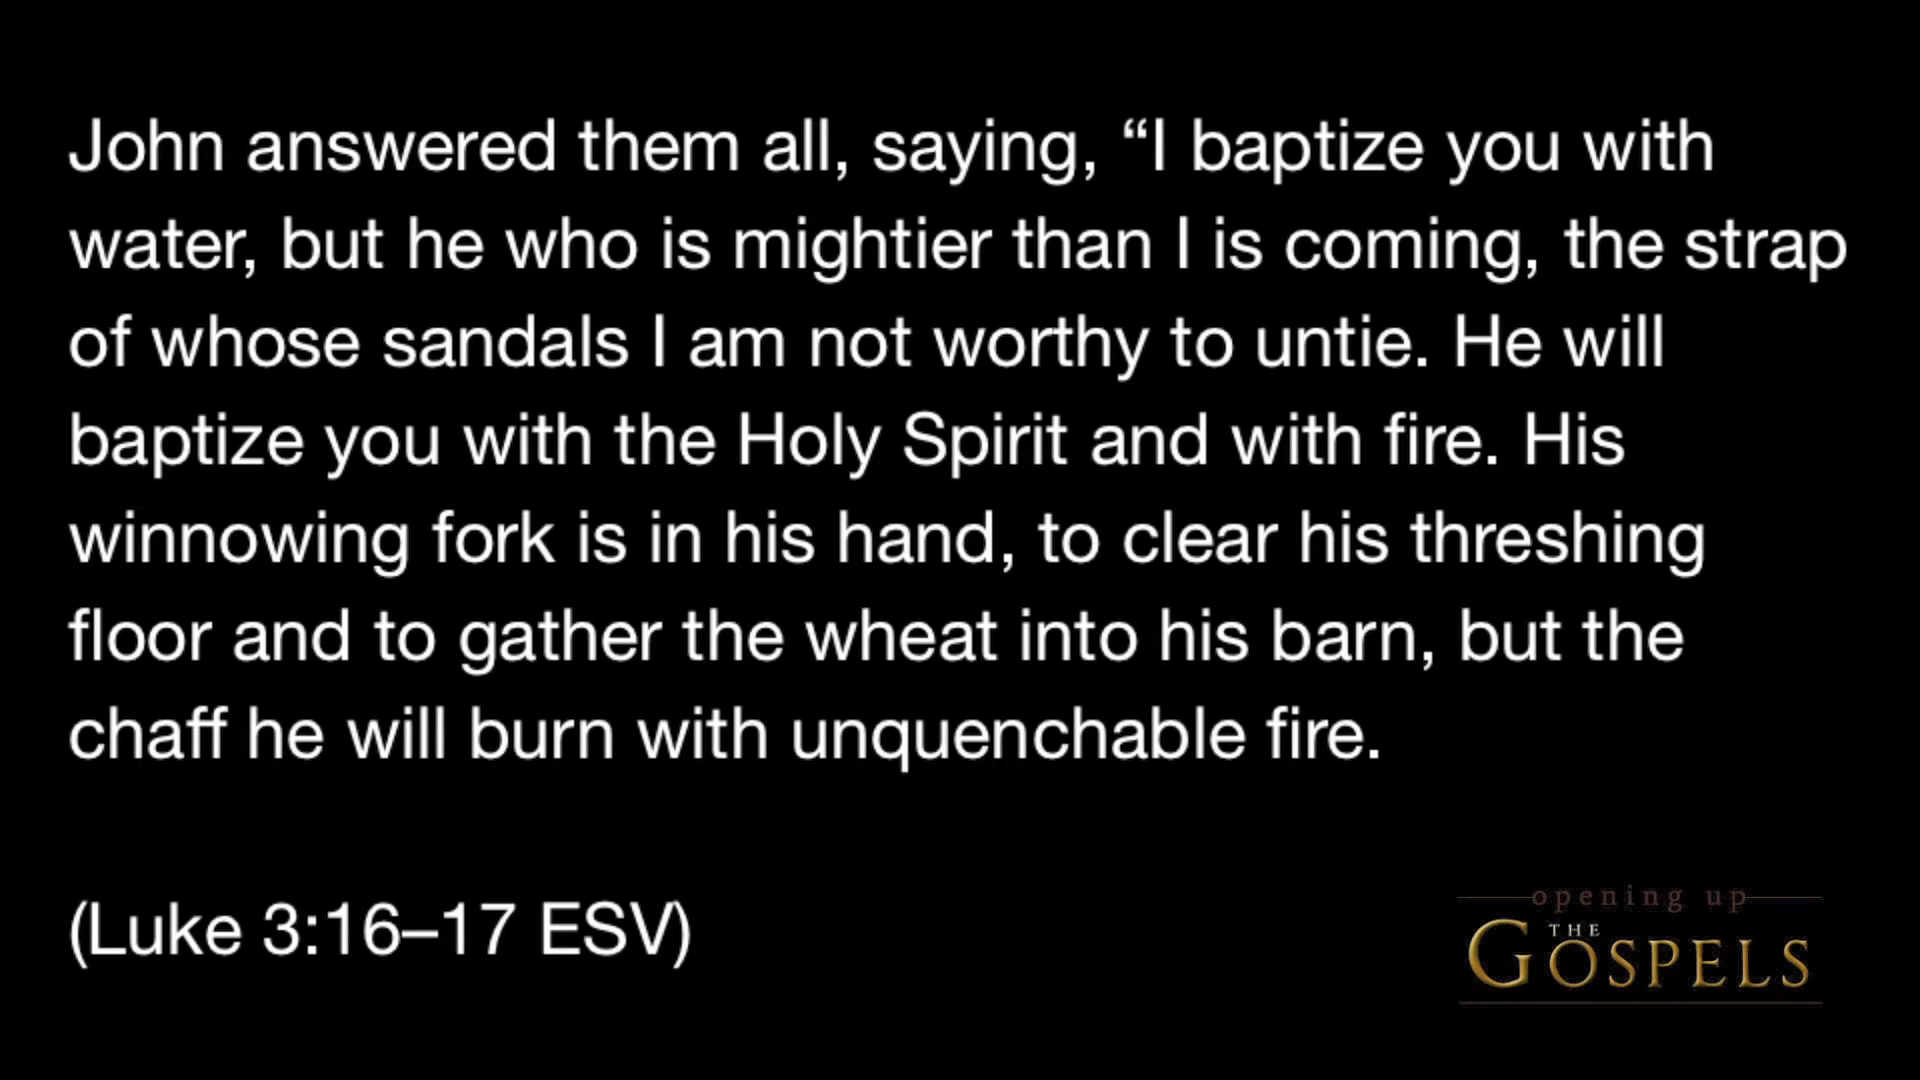 John answered them all, saying, “I baptize you with
water, but he who is mightier than I is coming, the strap
of whose sandals I am not worthy to untie. He will
baptize you with the Holy Spirit and with fire. His
winnowing fork is in his hand, to clear his threshing
floor and to gather the wheat into his barn, but the
chaff he will burn with unquenchable fire.
(Luke 3:16–17 ESV)
opening up
THE
GOSPELS